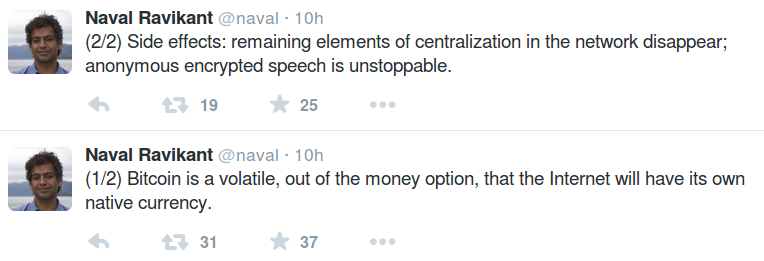 Naval Ravikant @naval · 10h
(2/2) Side effects: remaining elements of centralization in the network disappear;
anonymous encrypted speech is unstoppable.
19 25
Naval Ravikant @naval · 10h
(1/2) Bitcoin is a volatile, out of the money option, that the Internet will have its own
native currency.
31 37